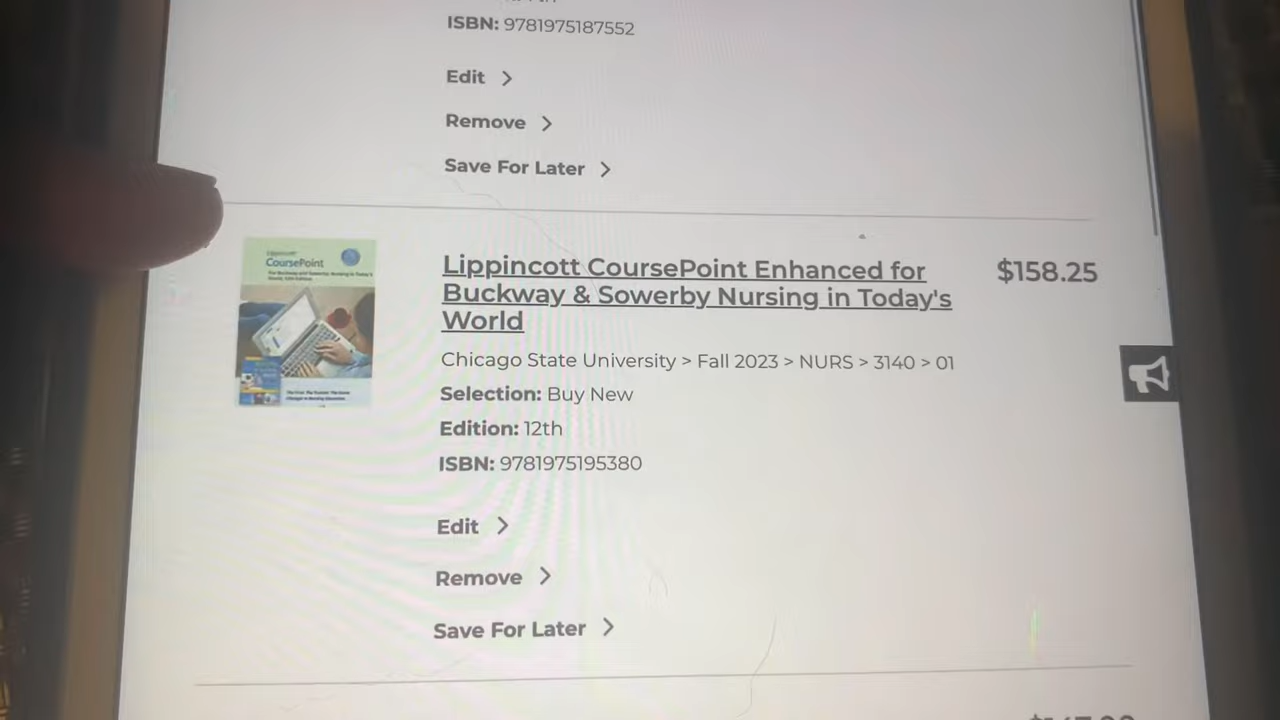 ISBN: 9781975187552
Edit >
Remove >
Save For Later >
CoursePoint
Lippincott CoursePoint Enhanced for
Buckway & Sowerby Nursing in Today's
World
$158.25
Chicago State University > Fall 2023 > NURS > 3140 > 01
Selection: Buy New
Edition: 12th
ISBN: 9781975195380
Edit >
Remove >
Save For Later >